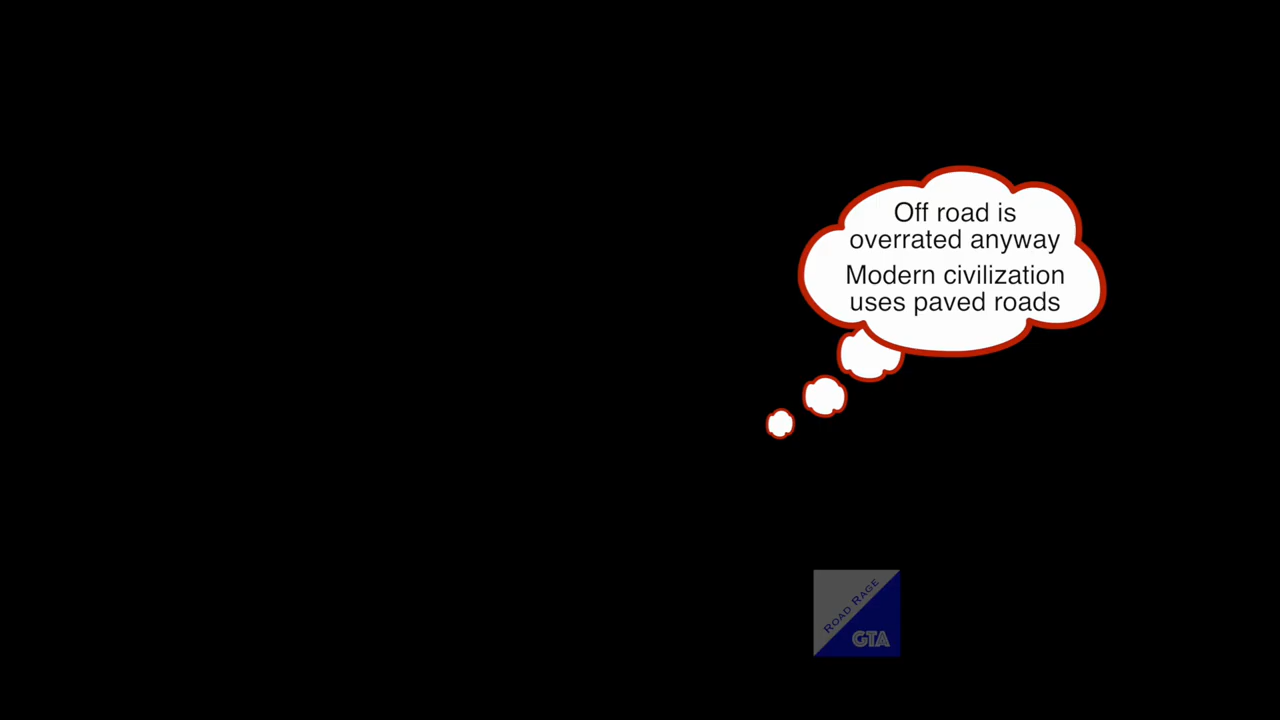 Off road is
overrated anyway
Modern civilization
uses paved roads
ROAD RAGE
GTA